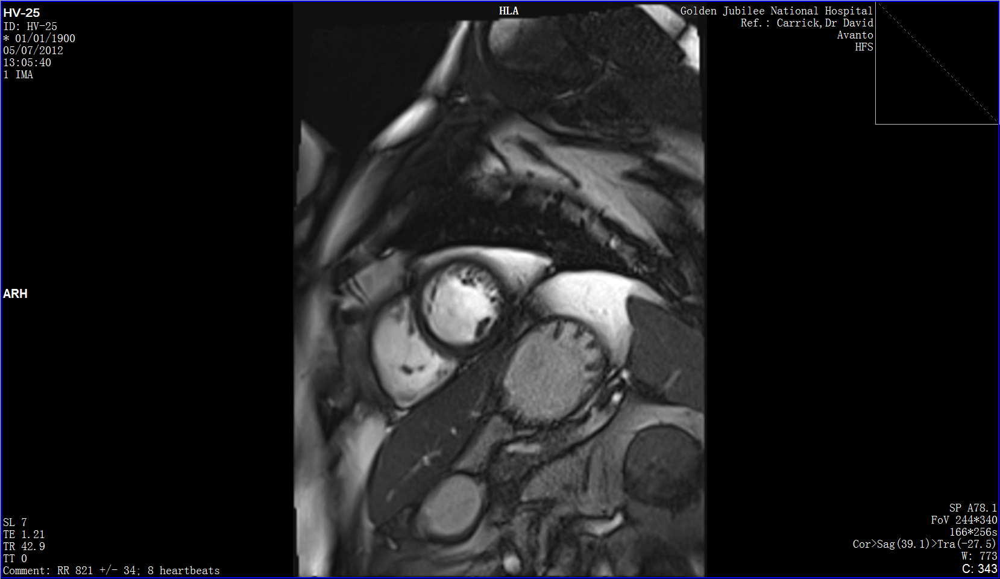 HV-25
ID: HV-25
* 01/01/1900
05/07/2012
13:05:40
1 IMA
HLA
Golden Jubilee National Hospital
Ref.: Carrick,Dr David
Avanto
HFS
ARH
SL 7
TE 1.21
TR 42.9
TT 0
Comment: RR 821 +/- 34; 8 heartbeats
SP A78.1
FoV 244*340
166*256s
Cor>Sag(39.1)>Tra(-27.5)
W: 773
C: 343